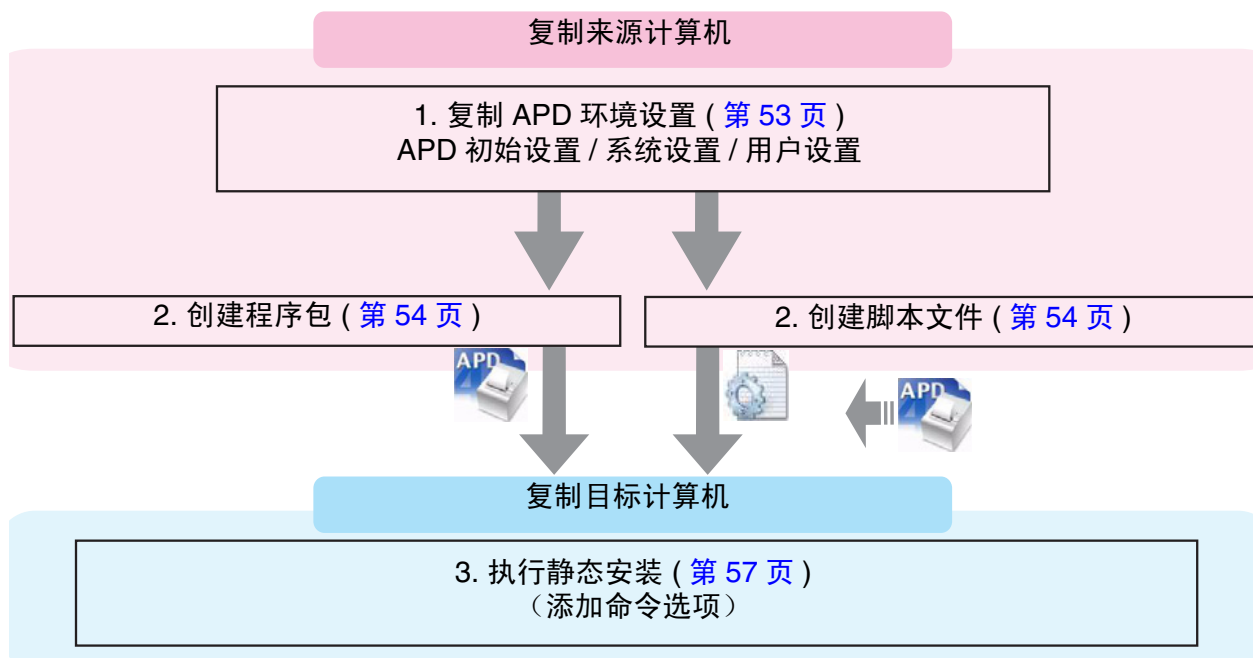 复制来源计算机
1. 复制 APD 环境设置 ( 第 53 页 )
APD 初始设置 / 系统设置 / 用户设置
2. 创建程序包 ( 第 54 页 )
2. 创建脚本文件 ( 第 54 页 )
APD
APD
复制目标计算机
3. 执行静态安装 ( 第 57 页 )
（添加命令选项）